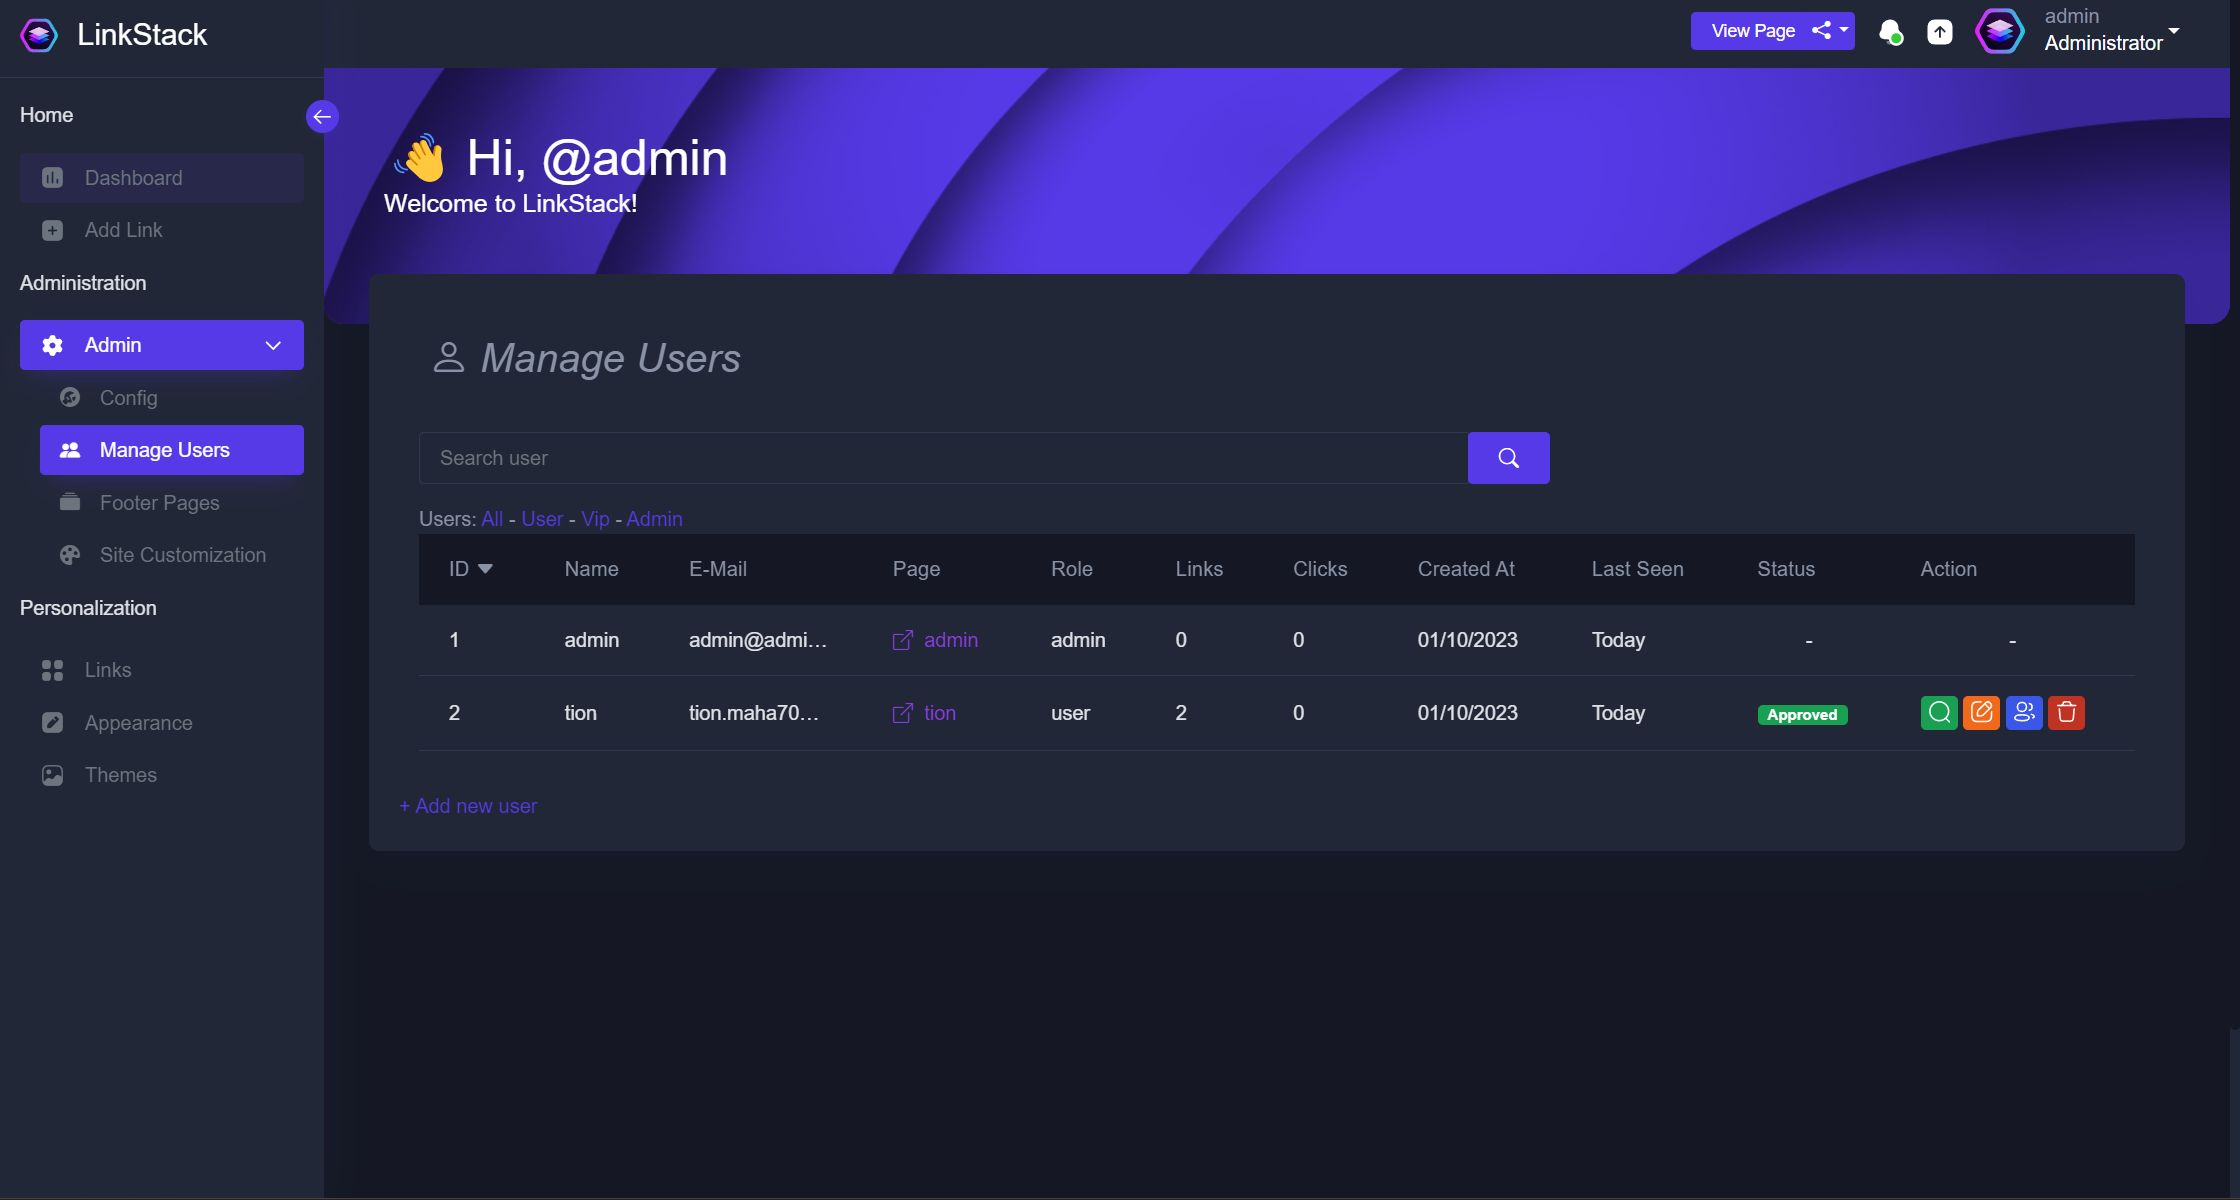 LinkStack
View Page
admin
Administrator
Home
Dashboard
Add Link
Administration
Admin
Config
Manage Users
Footer Pages
Site Customization
Personalization
Links
Appearance
Themes
Hi, @admin
Welcome to LinkStack!
Manage Users
Search user
Users: All - User - Vip - Admin
ID Name E-Mail Page Role Links Clicks Created At Last Seen Status Action
1 admin admin@admi... admin admin 0 0 01/10/2023 Today - -
2 tion tion.maha70... tion user 2 0 01/10/2023 Today Approved
+ Add new user